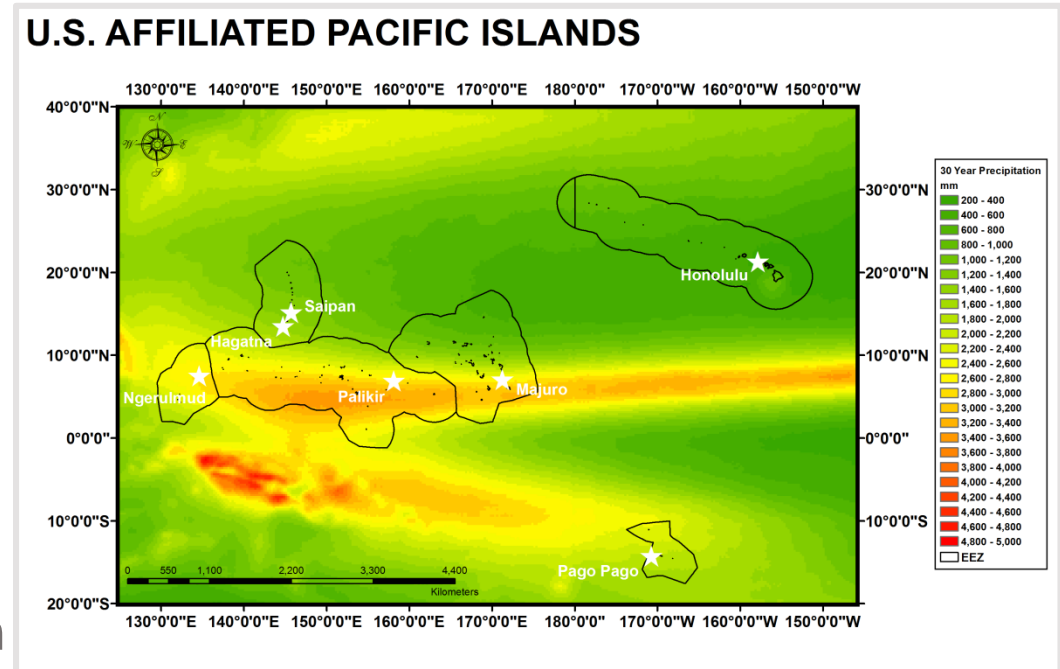 U.S. AFFILIATED PACIFIC ISLANDS
130°0'0"E 140°0'0"E 150°0'0"E 160°0'0"E 170°0'0"E 180°0'0" 170°0'0"W 160°0'0"W 150°0'0"W
40°0'0"N
N
W E
S
30°0'0"N 30°0'0"N
20°0'0"N 20°0'0"N
10°0'0"N 10°0'0"N
0°0'0" 0°0'0"
10°0'0"S 10°0'0"S
20°0'0"S
Honolulu
Saipan
Hagatna
Ngerulmud
Palikir
Majuro
Pago Pago
0 550 1,100 2,200 3,300 4,400
Kilometers
130°0'0"E 140°0'0"E 150°0'0"E 160°0'0"E 170°0'0"E 180°0'0" 170°0'0"W 160°0'0"W 150°0'0"W
30 Year Precipitation
mm
200 - 400
400 - 600
600 - 800
800 - 1,000
1,000 - 1,200
1,200 - 1,400
1,400 - 1,600
1,600 - 1,800
1,800 - 2,000
2,000 - 2,200
2,200 - 2,400
2,400 - 2,600
2,600 - 2,800
2,800 - 3,000
3,000 - 3,200
3,200 - 3,400
3,400 - 3,600
3,600 - 3,800
3,800 - 4,000
4,000 - 4,200
4,200 - 4,400
4,400 - 4,600
4,600 - 4,800
4,800 - 5,000
EEZ